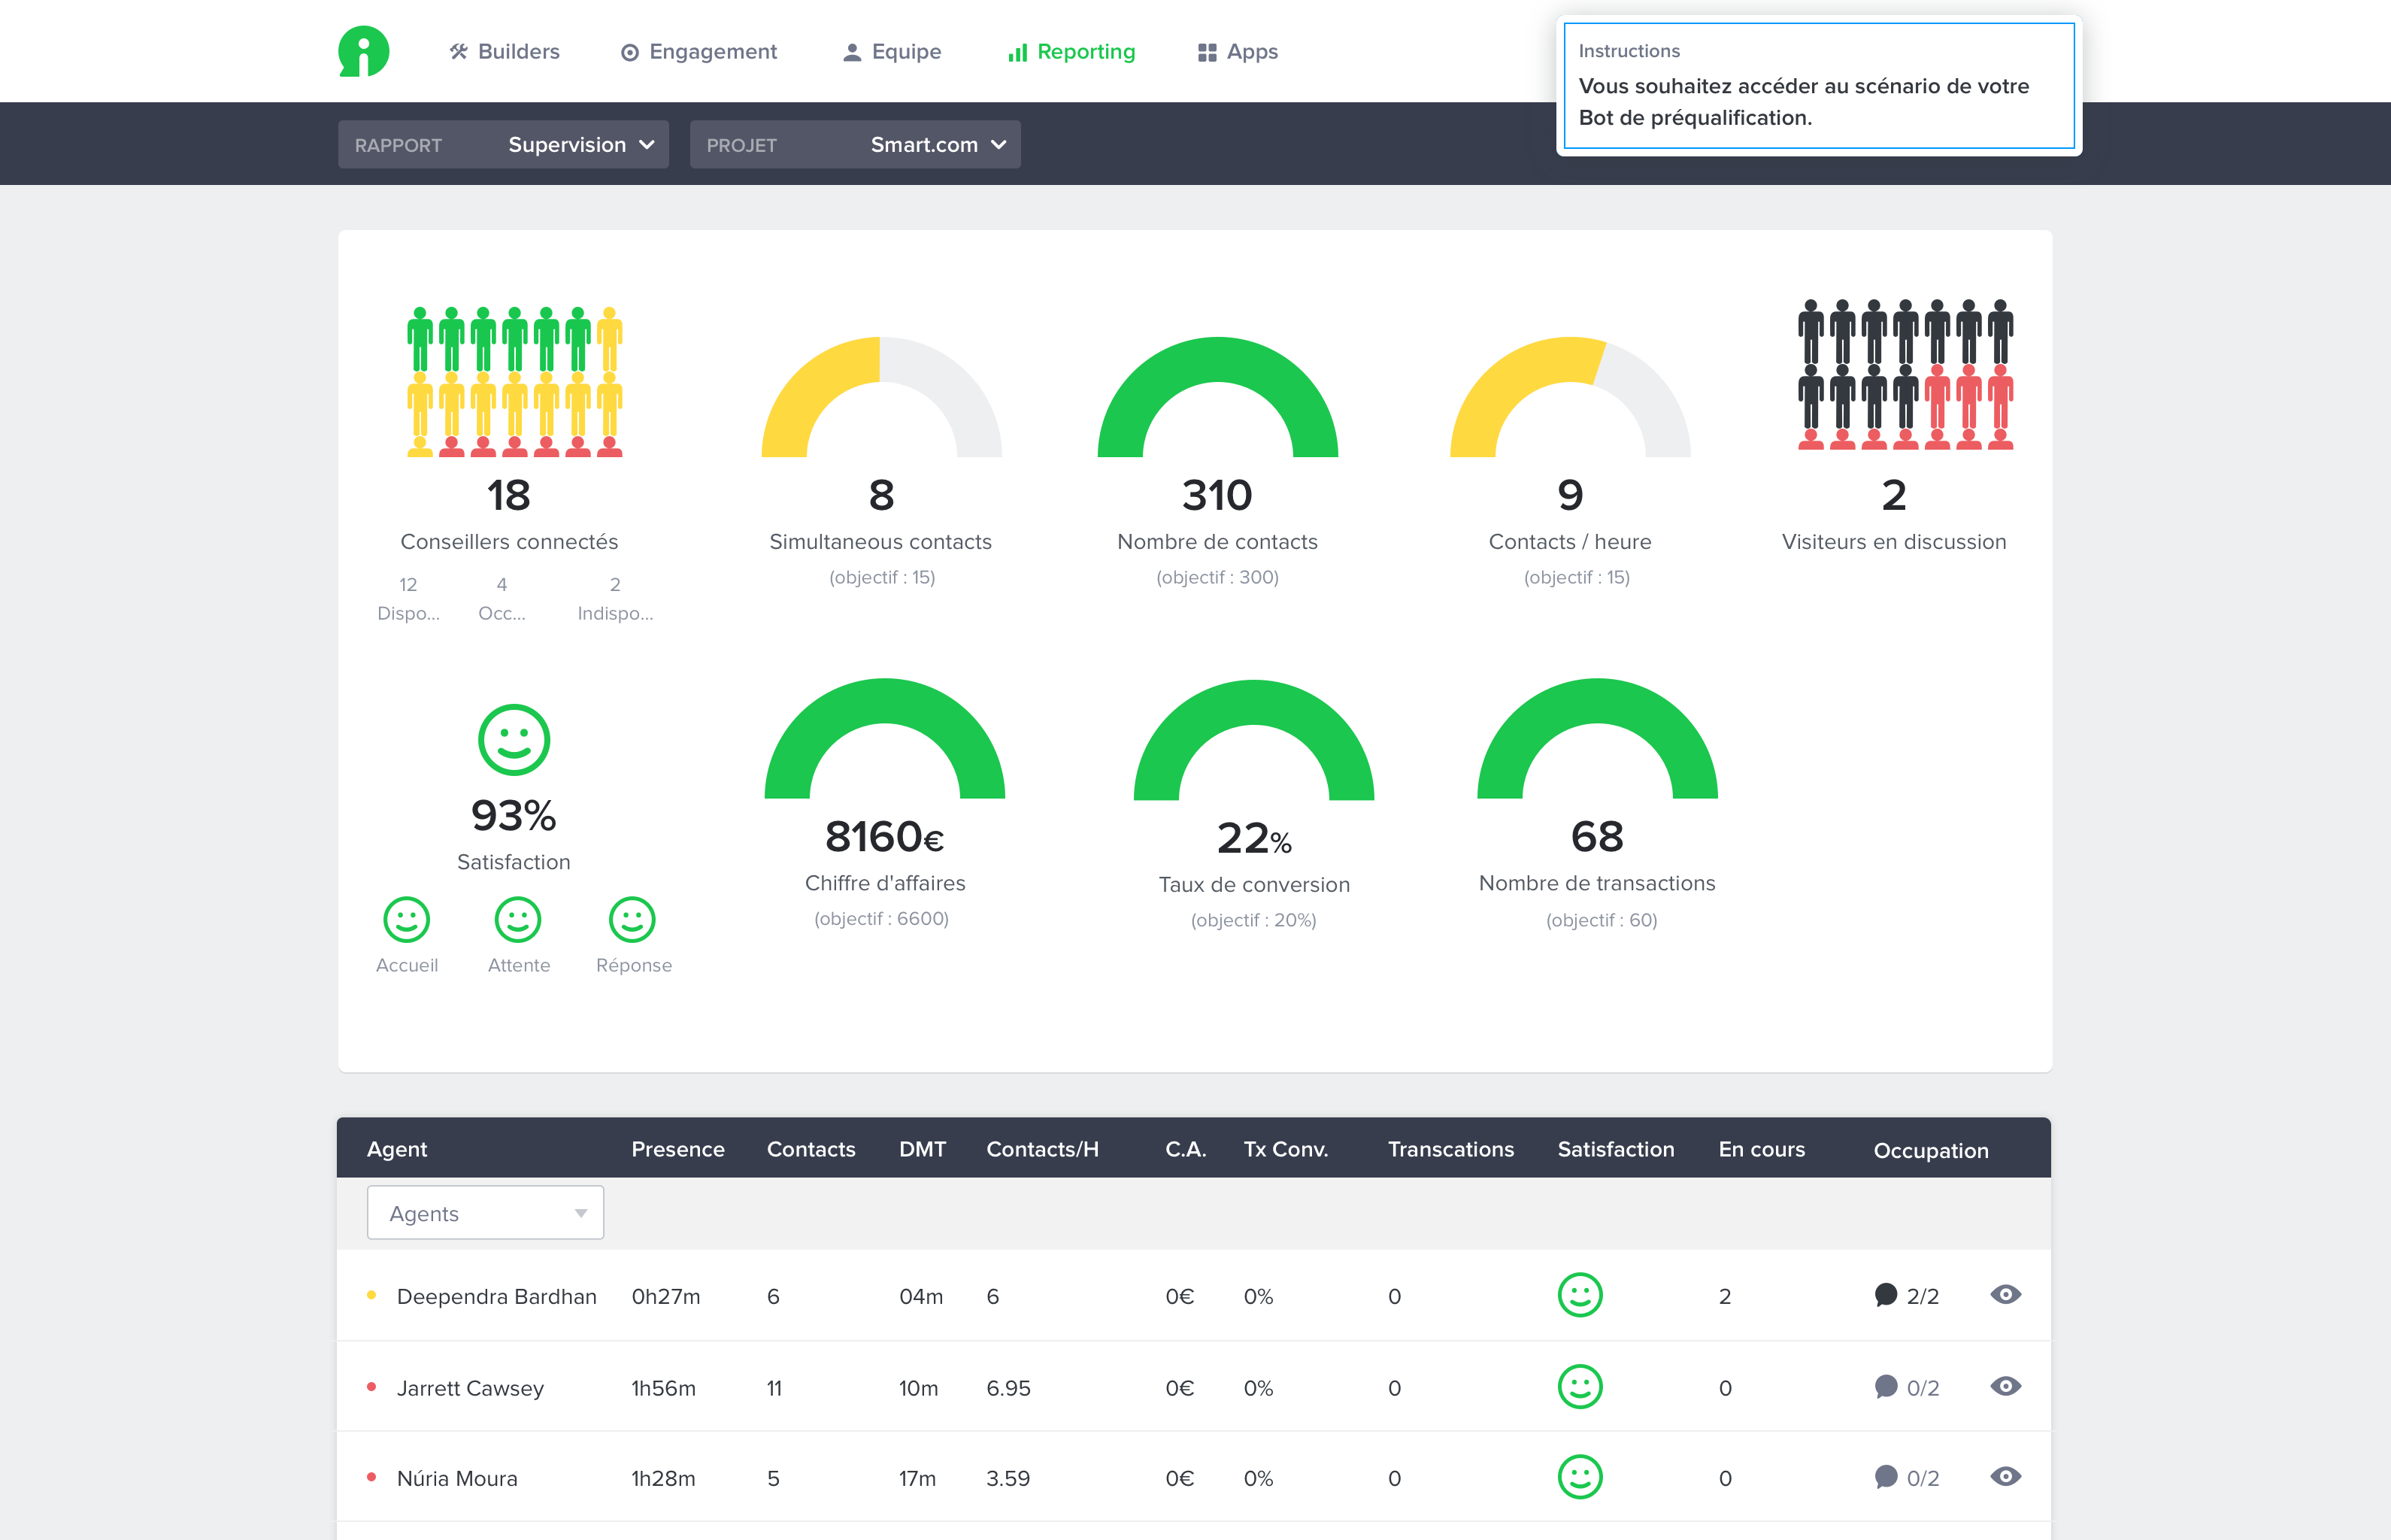 Builders Engagement Equipe Reporting Apps
Instructions
Vous souhaitez accéder au scénario de votre
Bot de préqualification.
RAPPORT Supervision PROJET Smart.com
18 8 310 9 2
Conseillers connectés Simultaneous contacts Nombre de contacts Contacts / heure Visiteurs en discussion
(objectif : 15) (objectif : 300) (objectif : 15)
12 4 2
Dispo... Occ... Indispo...
93% 8160€ 22% 68
Satisfaction Chiffre d'affaires Taux de conversion Nombre de transactions
(objectif : 6600) (objectif : 20%) (objectif : 60)
Accueil Attente Réponse
Agent Presence Contacts DMT Contacts/H C.A. Tx Conv. Transcations Satisfaction En cours Occupation
Agents
Deependra Bardhan 0h27m 6 04m 6 0€ 0% 0 2 2/2
Jarrett Cawsey 1h56m 11 10m 6.95 0€ 0% 0 0 0/2
Núria Moura 1h28m 5 17m 3.59 0€ 0% 0 0 0/2